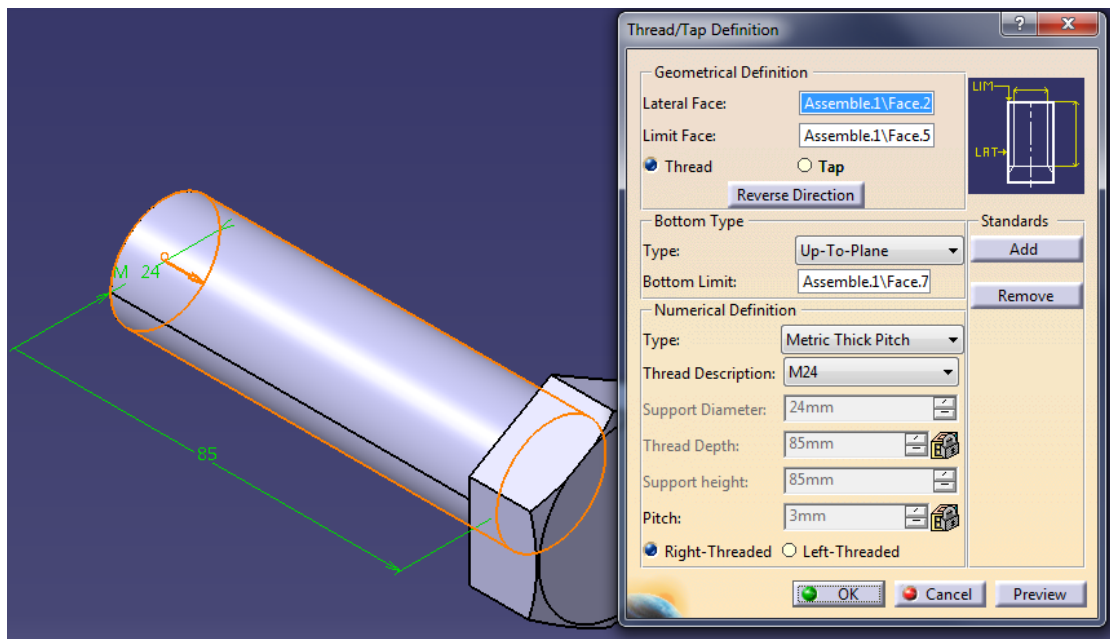 Thread/Tap Definition
? X
Geometrical Definition
Lateral Face: Assemble.1\Face.2
Limit Face: Assemble.1\Face.5
Thread Tap
Reverse Direction
LIM
LAT
Bottom Type
Type: Up-To-Plane
Bottom Limit: Assemble.1\Face.7
Standards
Add
Remove
Numerical Definition
Type: Metric Thick Pitch
Thread Description: M24
Support Diameter: 24mm
Thread Depth: 85mm
Support height: 85mm
Pitch: 3mm
Right-Threaded Left-Threaded
OK Cancel Preview
M 24
85